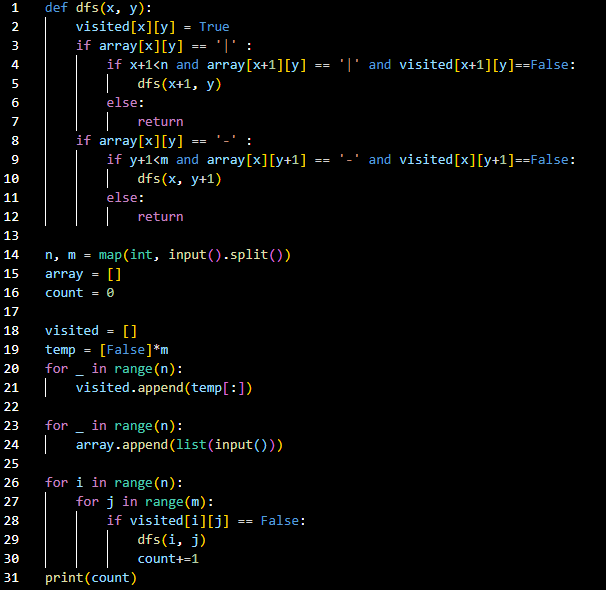 1 def dfs(x, y):
2     visited[x][y] = True
3     if array[x][y] == '|' :
4         if x+1<n and array[x+1][y] == '|' and visited[x+1][y]==False:
5             dfs(x+1, y)
6         else:
7             return
8     if array[x][y] == '-' :
9         if y+1<m and array[x][y+1] == '-' and visited[x][y+1]==False:
10             dfs(x, y+1)
11         else:
12             return
13
14 n, m = map(int, input().split())
15 array = []
16 count = 0
17
18 visited = []
19 temp = [False]*m
20 for _ in range(n):
21     visited.append(temp[:])
22
23 for _ in range(n):
24     array.append(list(input()))
25
26 for i in range(n):
27     for j in range(m):
28         if visited[i][j] == False:
29             dfs(i, j)
30             count+=1
31 print(count)